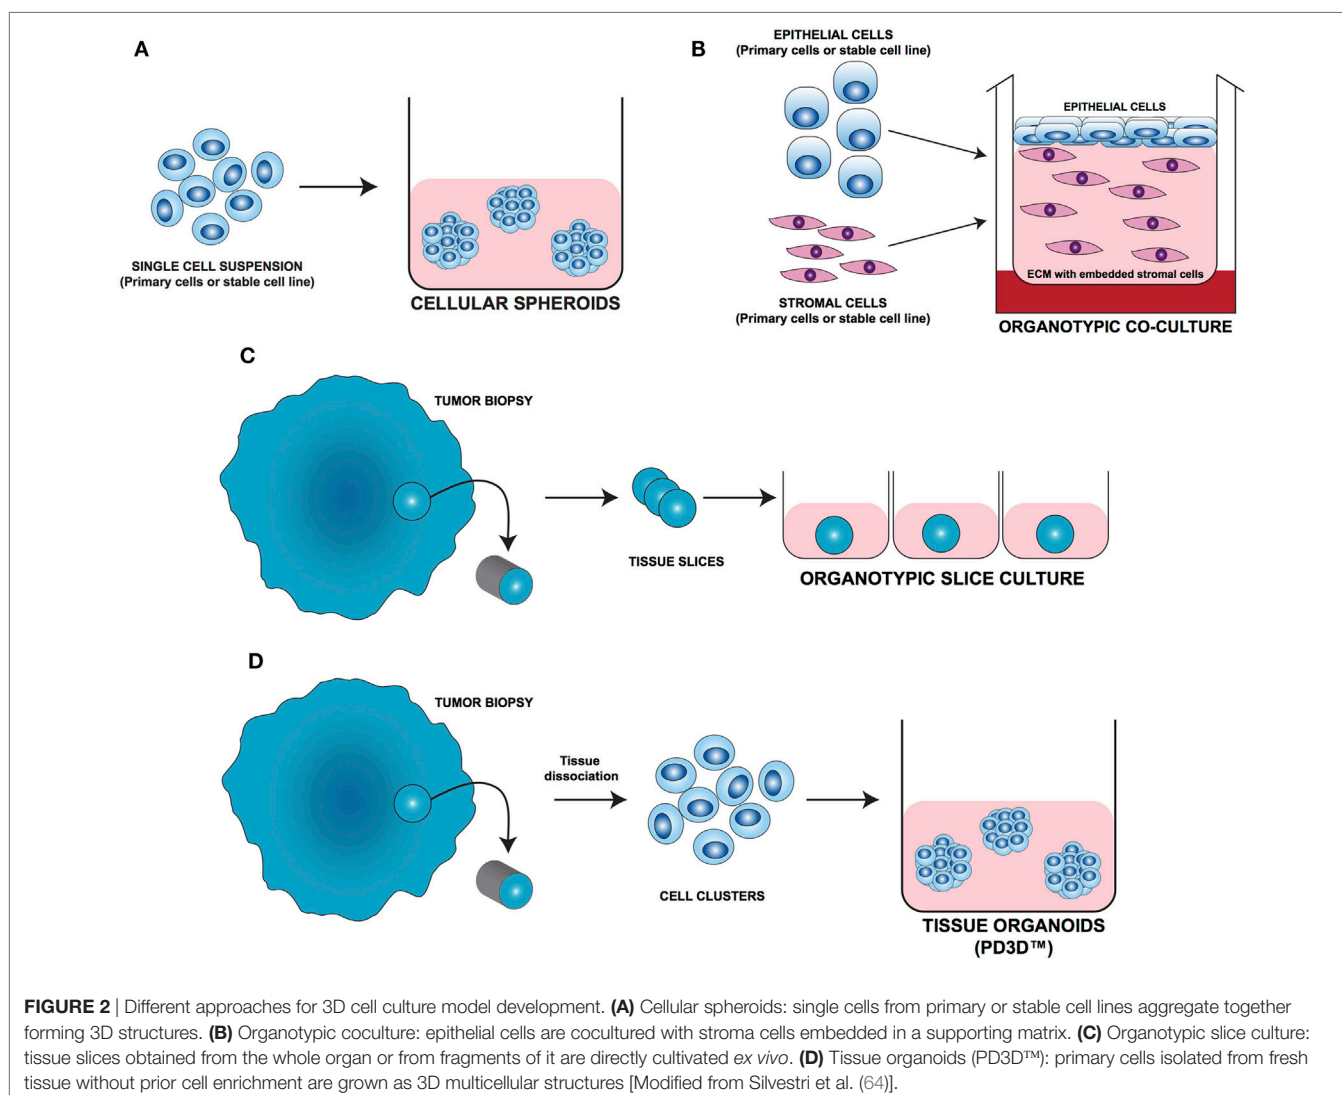 A
SINGLE CELL SUSPENSION
(Primary cells or stable cell line)
CELLULAR SPHEROIDS
B
EPITHELIAL CELLS
(Primary cells or stable cell line)
STROMAL CELLS
(Primary cells or stable cell line)
EPITHELIAL CELLS
ECM with embedded stromal cells
ORGANOTYPIC CO-CULTURE
C
TUMOR BIOPSY
TISSUE SLICES
ORGANOTYPIC SLICE CULTURE
D
TUMOR BIOPSY
Tissue
dissociation
CELL CLUSTERS
TISSUE ORGANOIDS
(PD3D™)
FIGURE 2 | Different approaches for 3D cell culture model development. (A) Cellular spheroids: single cells from primary or stable cell lines aggregate together
forming 3D structures. (B) Organotypic coculture: epithelial cells are cocultured with stroma cells embedded in a supporting matrix. (C) Organotypic slice culture:
tissue slices obtained from the whole organ or from fragments of it are directly cultivated ex vivo. (D) Tissue organoids (PD3D™): primary cells isolated from fresh
tissue without prior cell enrichment are grown as 3D multicellular structures [Modified from Silvestri et al. (64)].